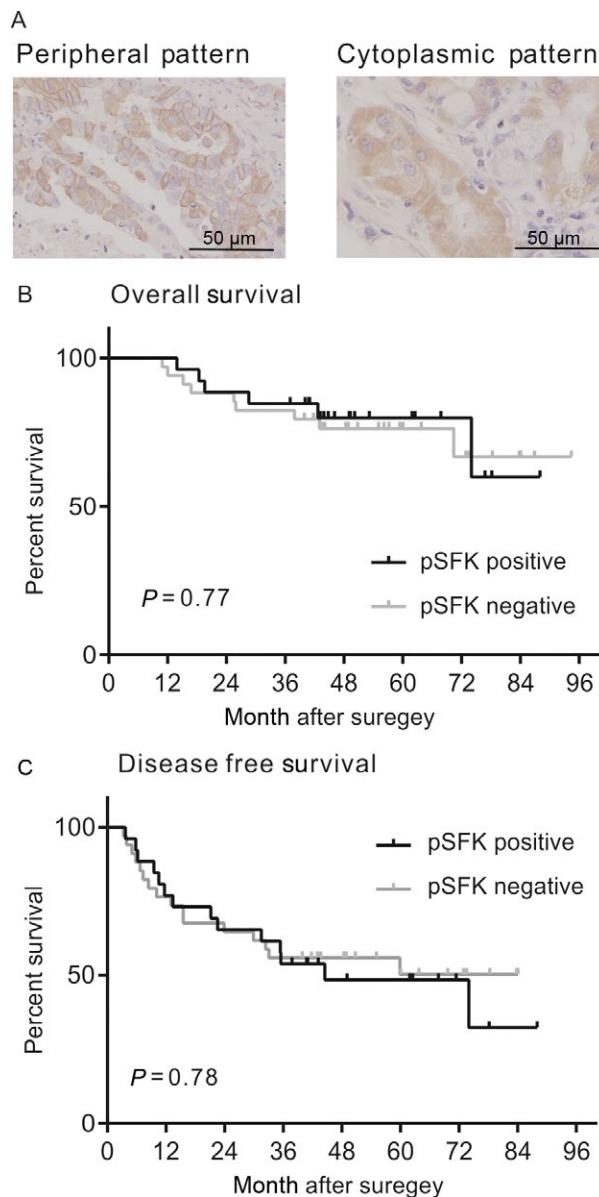 A
Peripheral pattern
Cytoplasmic pattern
50 µm
50 µm
B
Overall survival
Percent survival
100
50
0
P = 0.77
pSFK positive
pSFK negative
0 12 24 36 48 60 72 84 96
Month after suregey
C
Disease free survival
Percent survival
100
50
0
pSFK positive
pSFK negative
P = 0.78
0 12 24 36 48 60 72 84 96
Month after suregey